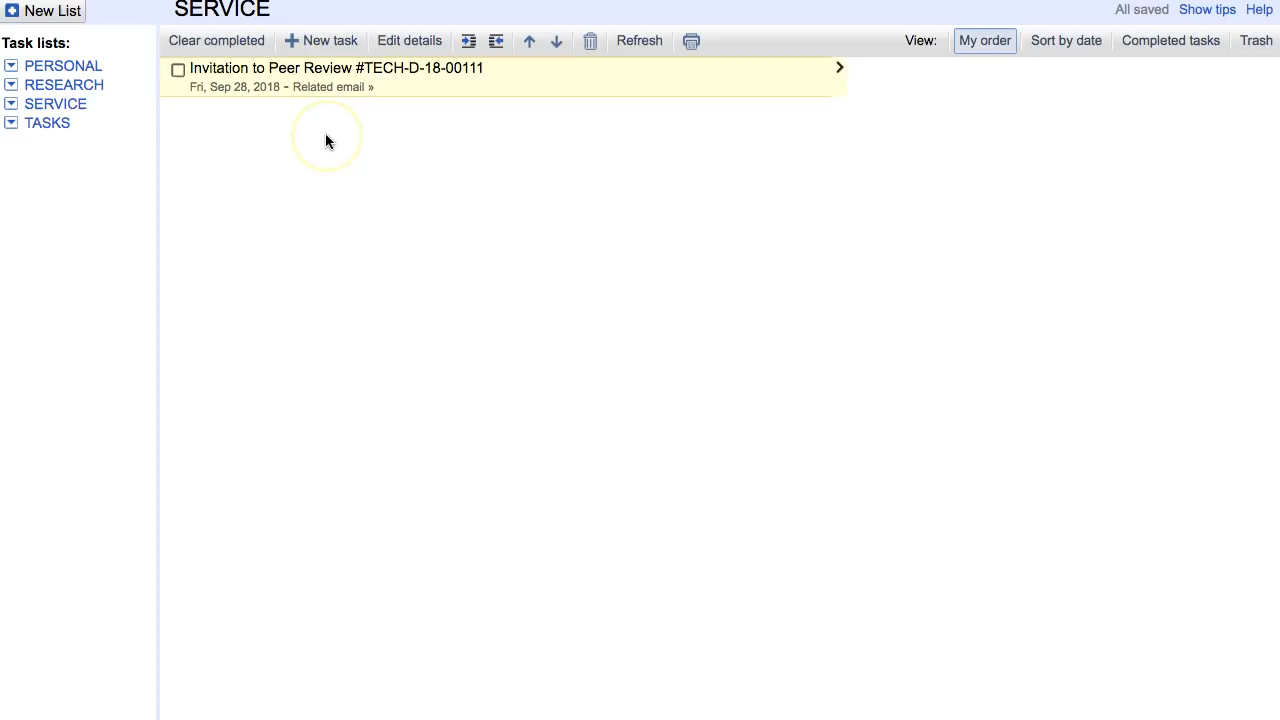 SERVICE
New List
All saved Show tips Help
Task lists:
PERSONAL
RESEARCH
SERVICE
TASKS
Clear completed New task Edit details Refresh View: My order Sort by date Completed tasks Trash
Invitation to Peer Review #TECH-D-18-00111
Fri, Sep 28, 2018 - Related email »